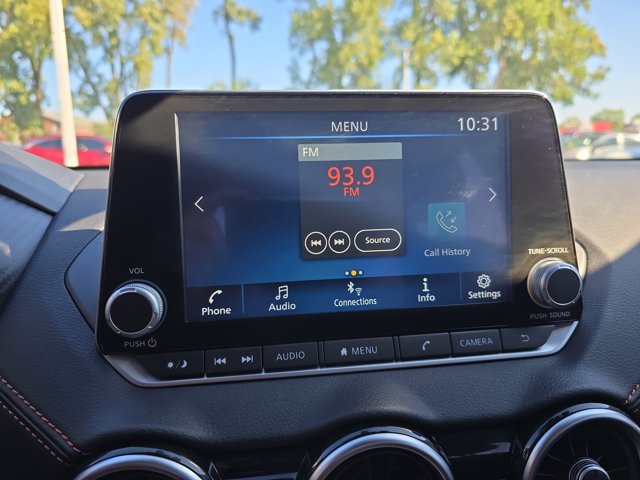 MENU
10:31
FM
93.9
FM
Source
Call History
Phone
Audio
Connections
Info
Settings
VOL
PUSH
TUNE·SCROLL
PUSH SOUND
AUDIO
MENU
CAMERA